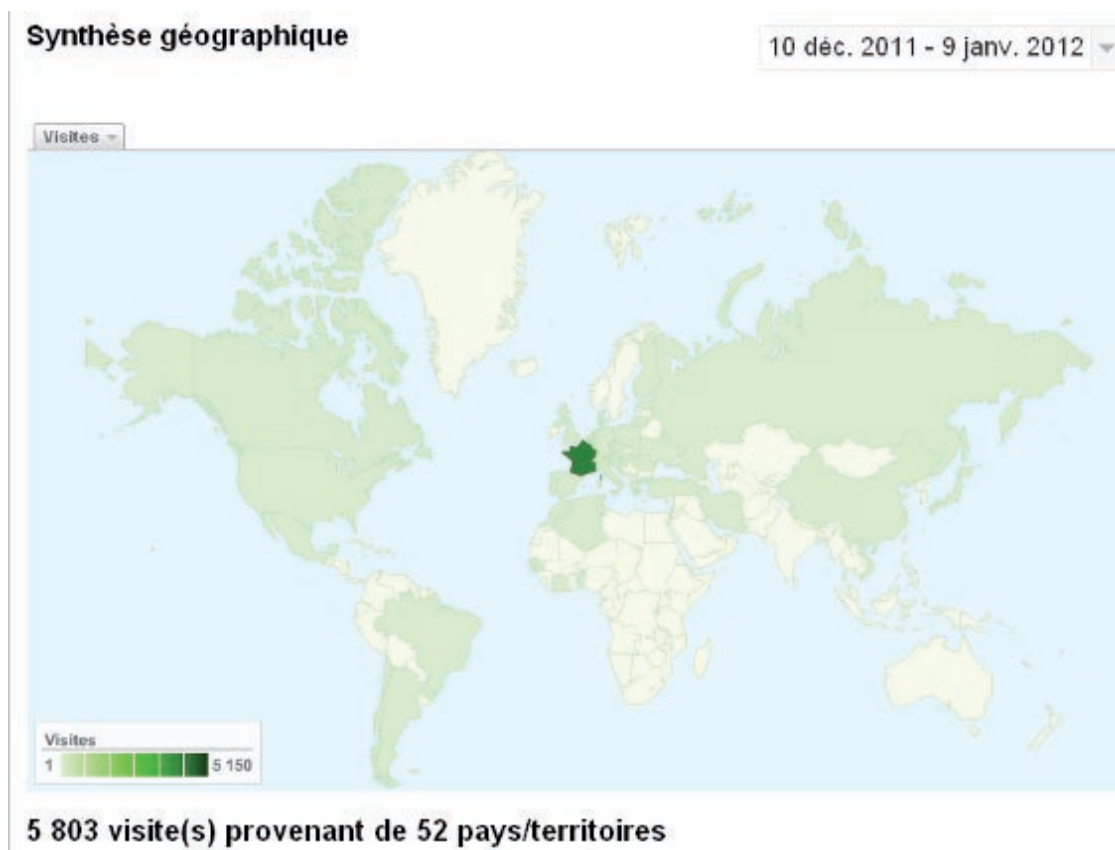 Synthèse géographique
10 déc. 2011 - 9 janv. 2012
Visites
Visites
1 5 150
5 803 visite(s) provenant de 52 pays/territoires